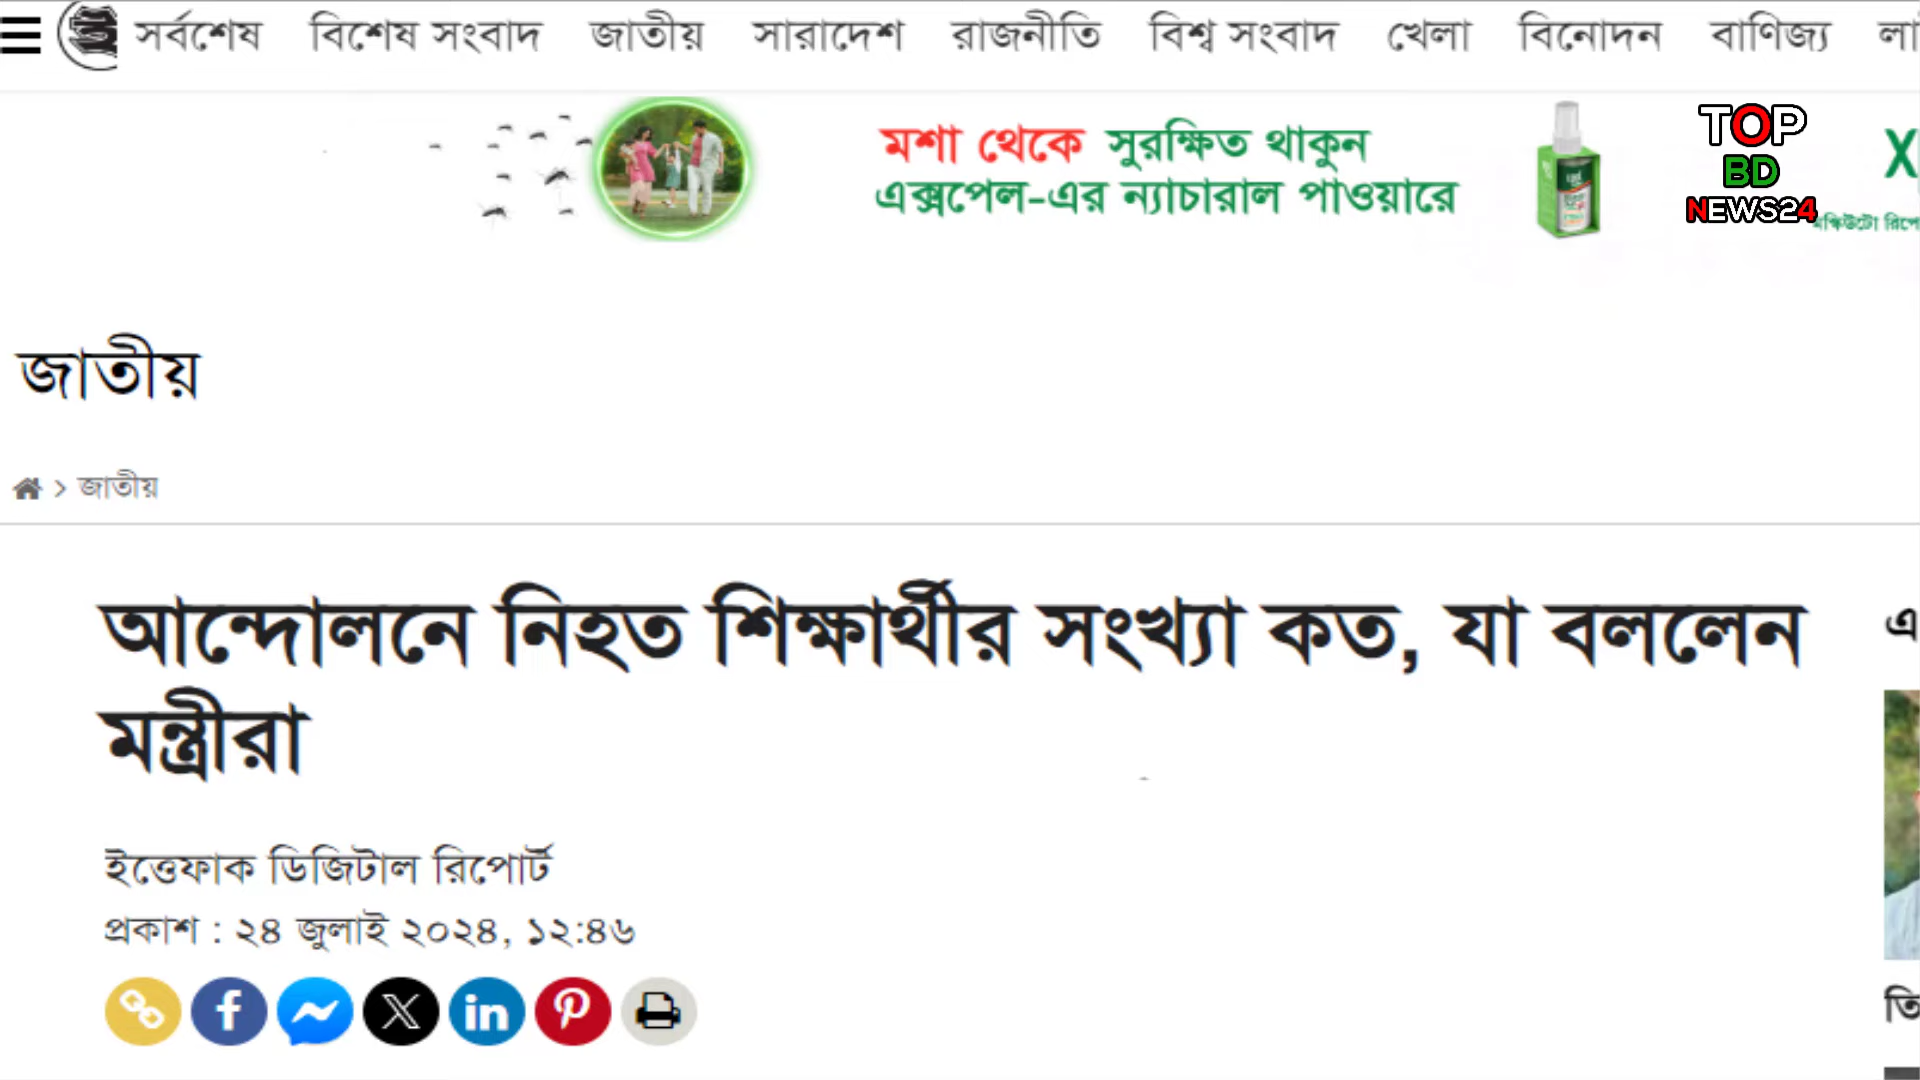 সর্বশেষ বিশেষ সংবাদ জাতীয় সারাদেশ রাজনীতি বিশ্ব সংবাদ খেলা বিনোদন বাণিজ্য
মশা থেকে সুরক্ষিত থাকুন
এক্সপেল-এর ন্যাচারাল পাওয়ারে
TOP
BD
NEWS24
জাতীয়
> জাতীয়
আন্দোলনে নিহত শিক্ষার্থীর সংখ্যা কত, যা বললেন
মন্ত্রীরা
ইত্তেফাক ডিজিটাল রিপোর্ট
প্রকাশ : ২৪ জুলাই ২০২৪, ১২:৪৬